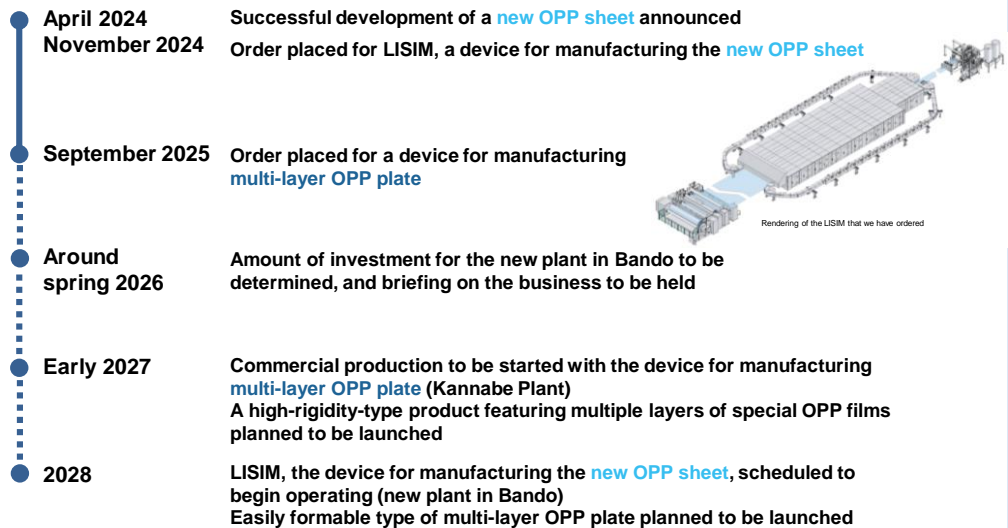 April 2024
Successful development of a new OPP sheet announced
November 2024
Order placed for LISIM, a device for manufacturing the new OPP sheet
September 2025
Order placed for a device for manufacturing
multi-layer OPP plate
Rendering of the LISIM that we have ordered
Around
spring 2026
Amount of investment for the new plant in Bando to be
determined, and briefing on the business to be held
Early 2027
Commercial production to be started with the device for manufacturing
multi-layer OPP plate (Kannabe Plant)
A high-rigidity-type product featuring multiple layers of special OPP films
planned to be launched
2028
LISIM, the device for manufacturing the new OPP sheet, scheduled to
begin operating (new plant in Bando)
Easily formable type of multi-layer OPP plate planned to be launched